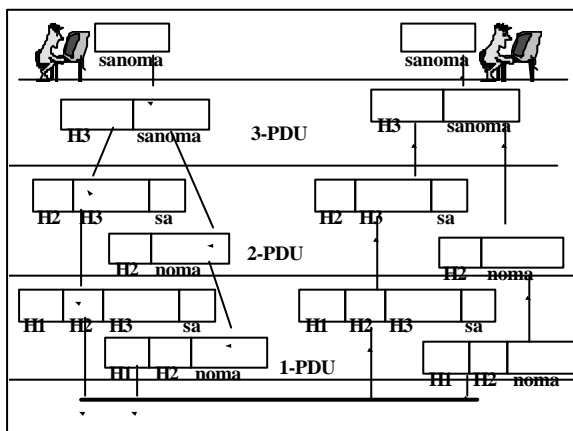 sanoma sanoma
H3 sanoma 3-PDU H3 sanoma
H2 H3 sa H2 H3 sa
H2 noma 2-PDU H2 noma
H1 H2 H3 sa H1 H2 H3 sa
H1 H2 noma 1-PDU H1 H2 noma